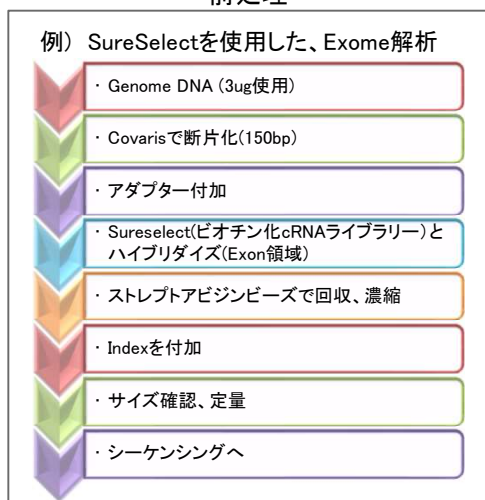 例) SureSelectを使用した、Exome解析
・Genome DNA (3ug使用)
・Covarisで断片化(150bp)
・アダプター付加
・Sureselect(ビオチン化cRNAライブラリー)と
ハイブリダイズ(Exon領域)
・ストレプトアビジンビーズで回収、濃縮
・Indexを付加
・サイズ確認、定量
・シーケンシングへ